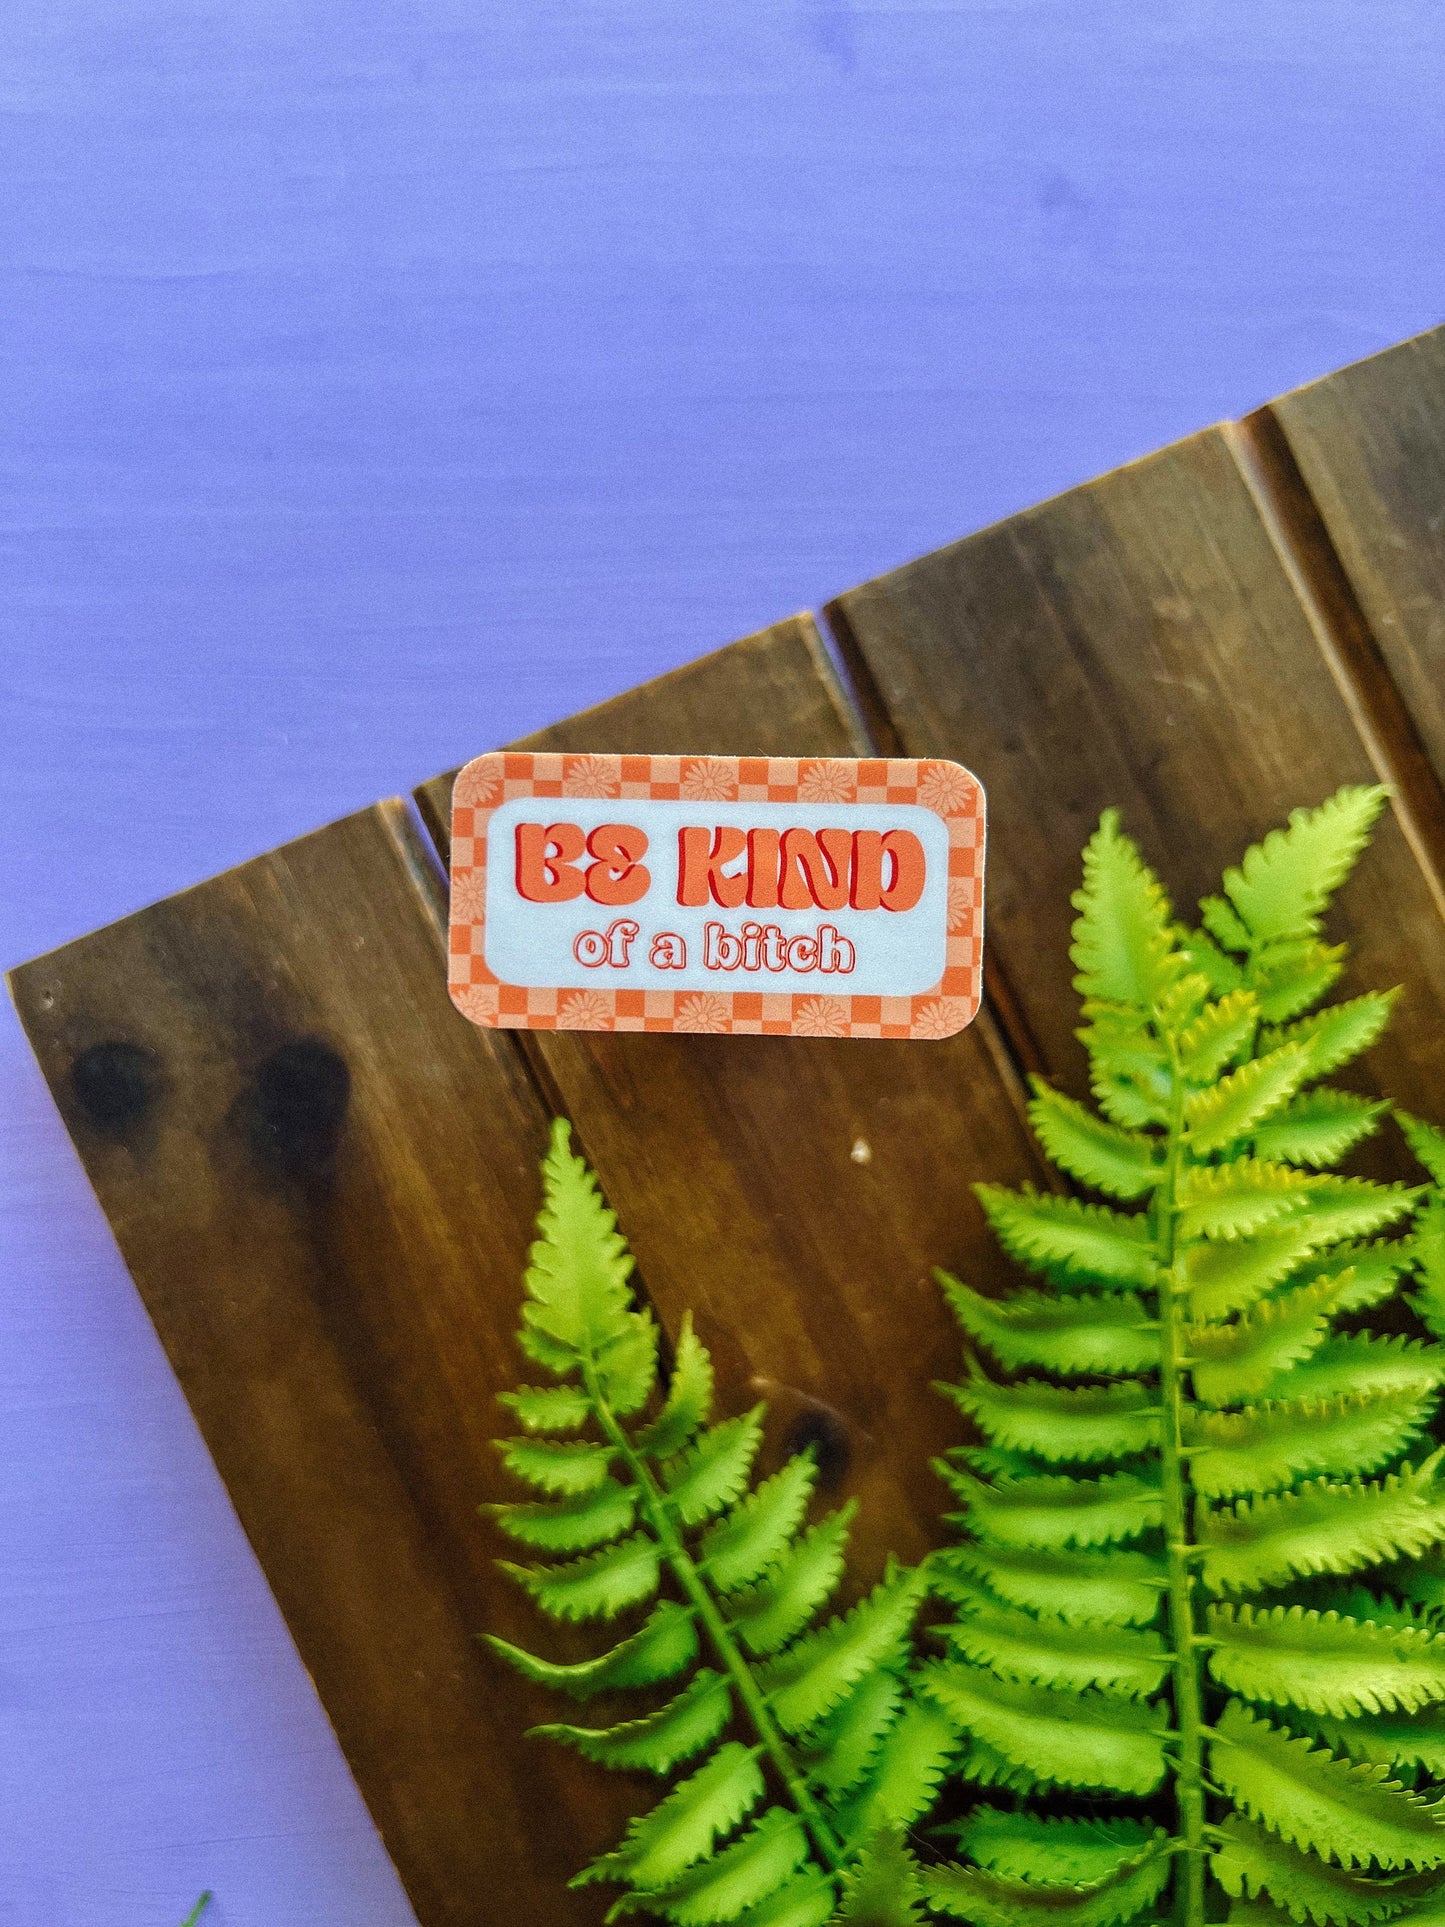 BE KIND
of a bitch